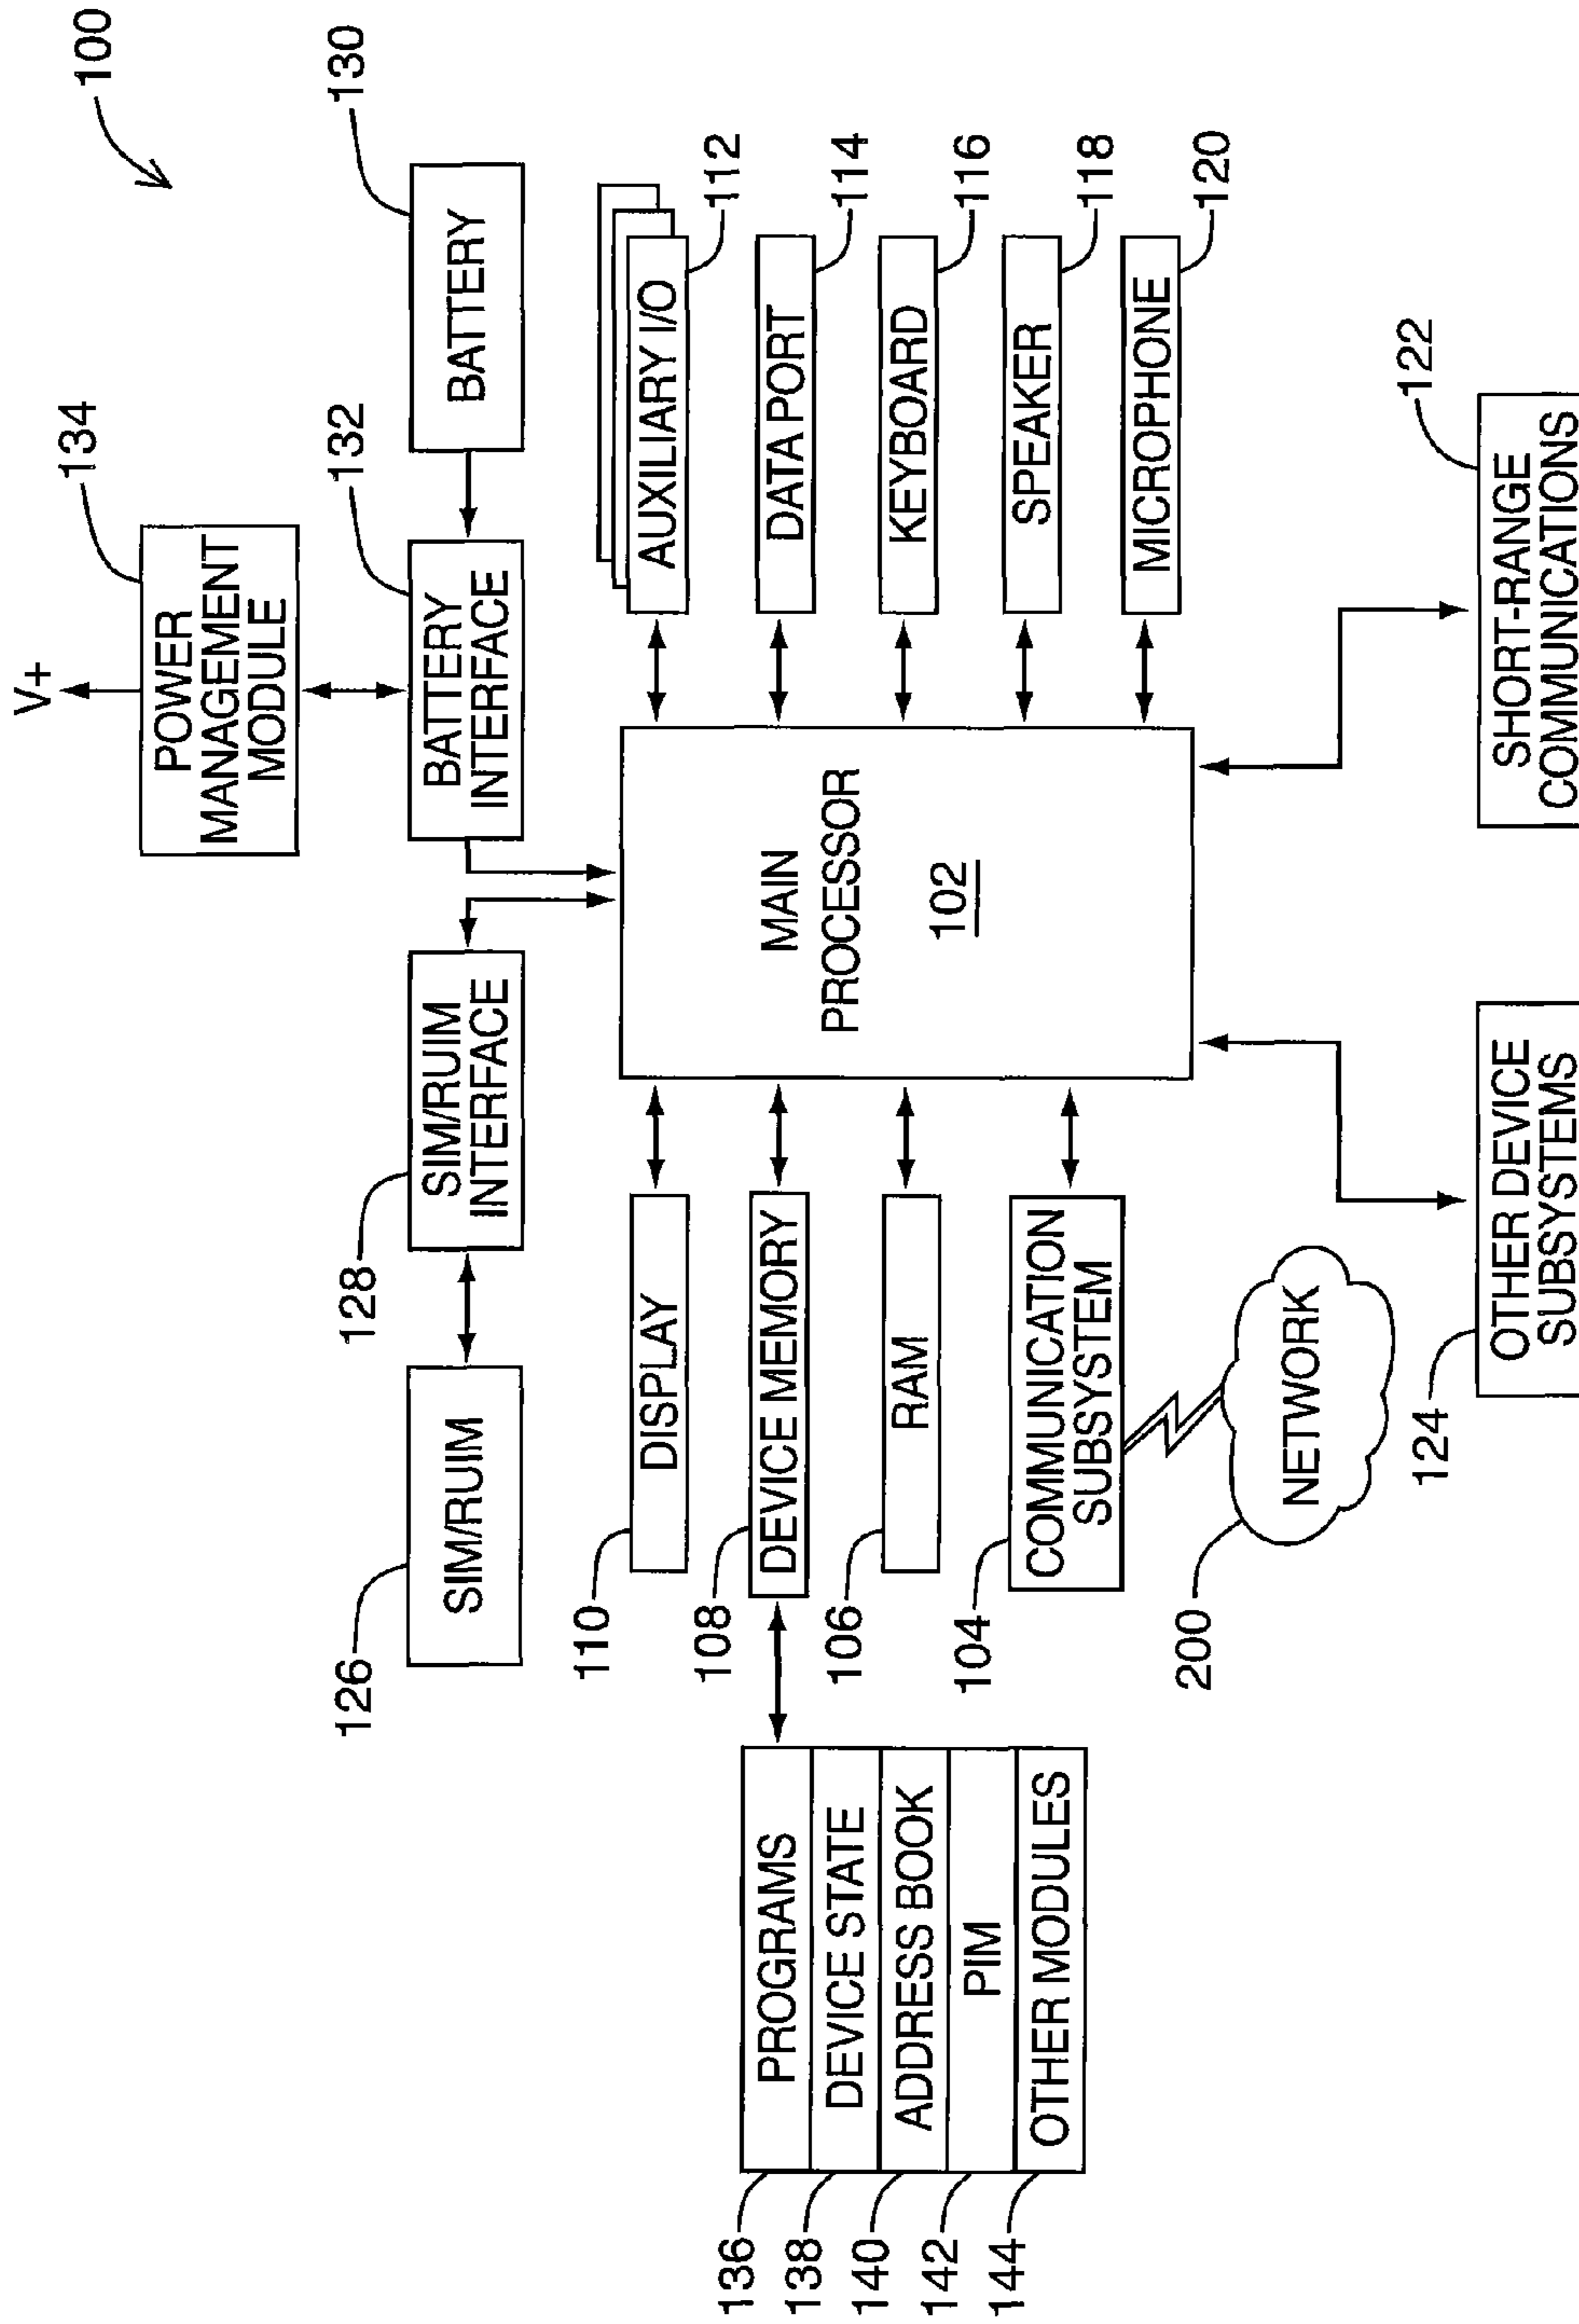 100
V+
134
POWER
MANAGEMENT
MODULE
126
SIM/RUIM
128
SIM/RUIM
INTERFACE
132
BATTERY
INTERFACE
130
BATTERY
110
DISPLAY
108
DEVICE MEMORY
106
RAM
104
COMMUNICATION
SUBSYSTEM
200
NETWORK
136
PROGRAMS
138
DEVICE STATE
140
ADDRESS BOOK
142
PIM
144
OTHER MODULES
MAIN
PROCESSOR
102
AUXILIARY I/O
112
DATA PORT
114
KEYBOARD
116
SPEAKER
118
MICROPHONE
120
124
OTHER DEVICE
SUBSYSTEMS
122
SHORT-RANGE
COMMUNICATIONS